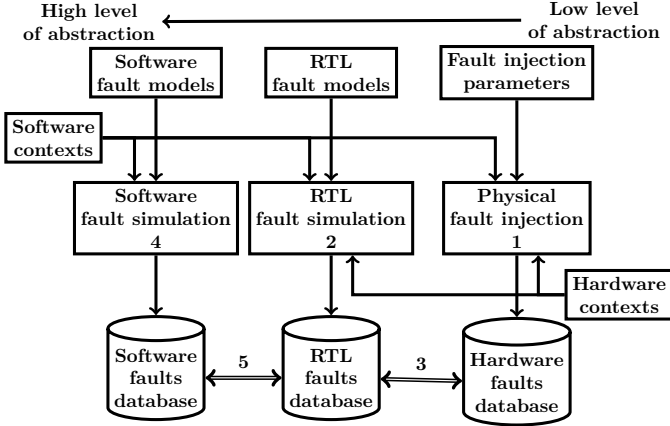 High level
of abstraction
Low level
of abstraction
Software
fault models
RTL
fault models
Fault injection
parameters
Software
contexts
Software
fault simulation
4
RTL
fault simulation
2
Physical
fault injection
1
Hardware
contexts
Software
faults
database
5
RTL
faults
database
3
Hardware
faults
database